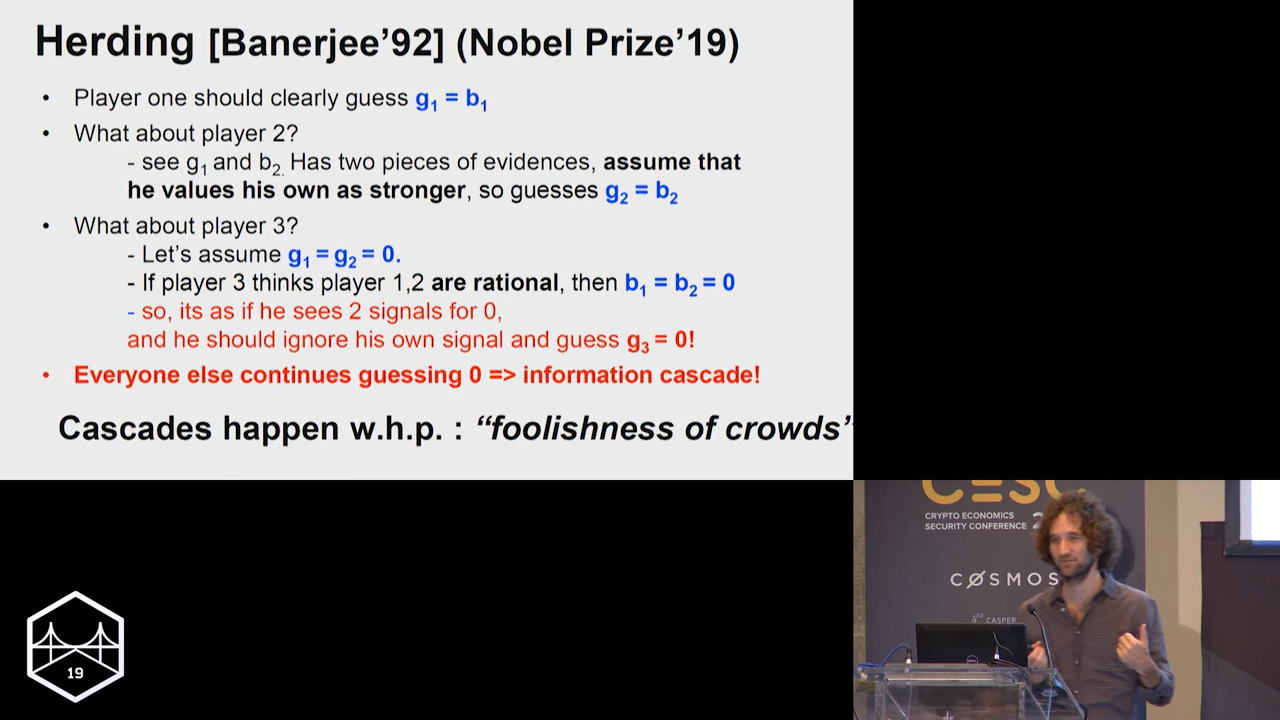 Herding [Banerjee’92] (Nobel Prize’19)
• Player one should clearly guess g1 = b1
• What about player 2?
- see g1 and b2. Has two pieces of evidences, assume that
he values his own as stronger, so guesses g2 = b2
• What about player 3?
- Let’s assume g1 = g2 = 0.
- If player 3 thinks player 1,2 are rational, then b1 = b2 = 0
- so, its as if he sees 2 signals for 0,
and he should ignore his own signal and guess g3 = 0!
• Everyone else continues guessing 0 => information cascade!
Cascades happen w.h.p. : “foolishness of crowds”
CESC
CRYPTO ECONOMICS
SECURITY CONFERENCE 2
CØSMOS
CASPER
DELL
19